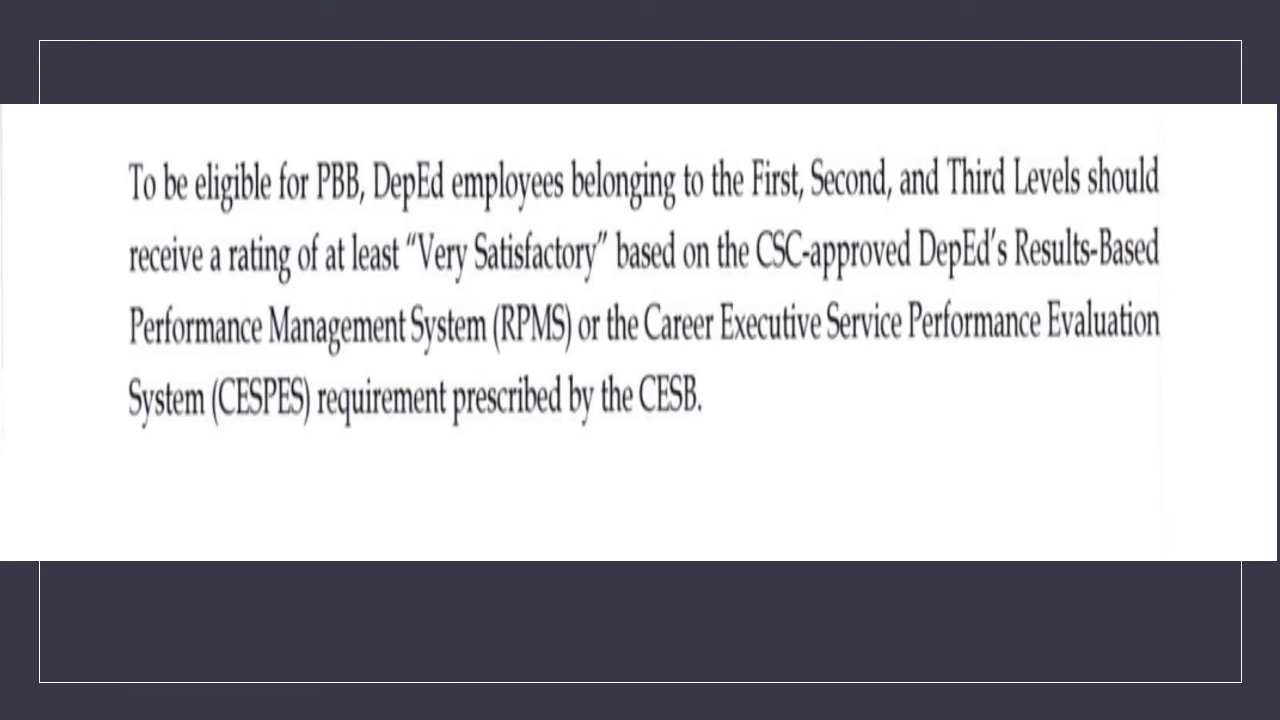 To be eligible for PBB, DepEd employees belonging to the First, Second, and Third Levels should
receive a rating of at least “Very Satisfactory” based on the CSC-approved DepEd’s Results-Based
Performance Management System (RPMS) or the Career Executive Service Performance Evaluation
System (CESPES) requirement prescribed by the CESB.